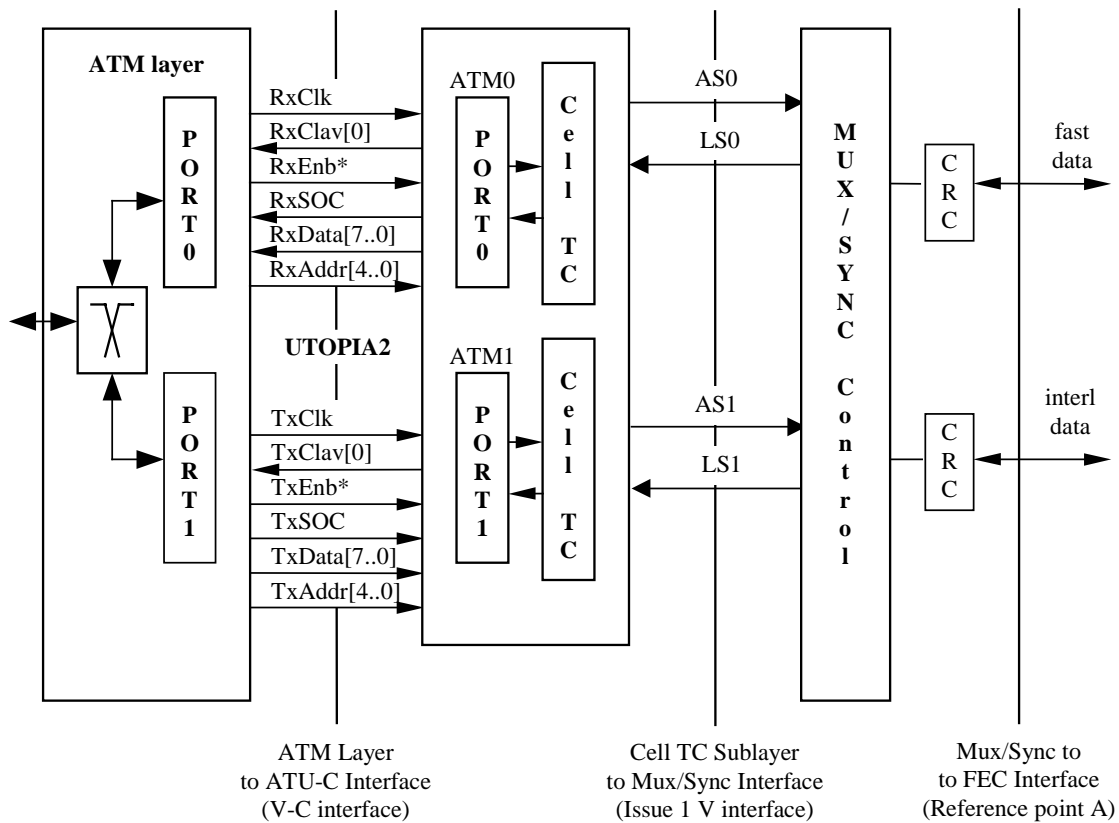 ATM layer
PORT0
PORT1
RxClk
RxClav[0]
RxEnb*
RxSOC
RxData[7..0]
RxAddr[4..0]
UTOPIA2
TxClk
TxClav[0]
TxEnb*
TxSOC
TxData[7..0]
TxAddr[4..0]
ATM0
PORT0
Cell TC
ATM1
PORT1
Cell TC
AS0
LS0
AS1
LS1
MUX/SYNC Control
CRC
fast
data
CRC
interl
data
ATM Layer
to ATU-C Interface
(V-C interface)
Cell TC Sublayer
to Mux/Sync Interface
(Issue 1 V interface)
Mux/Sync to
to FEC Interface
(Reference point A)